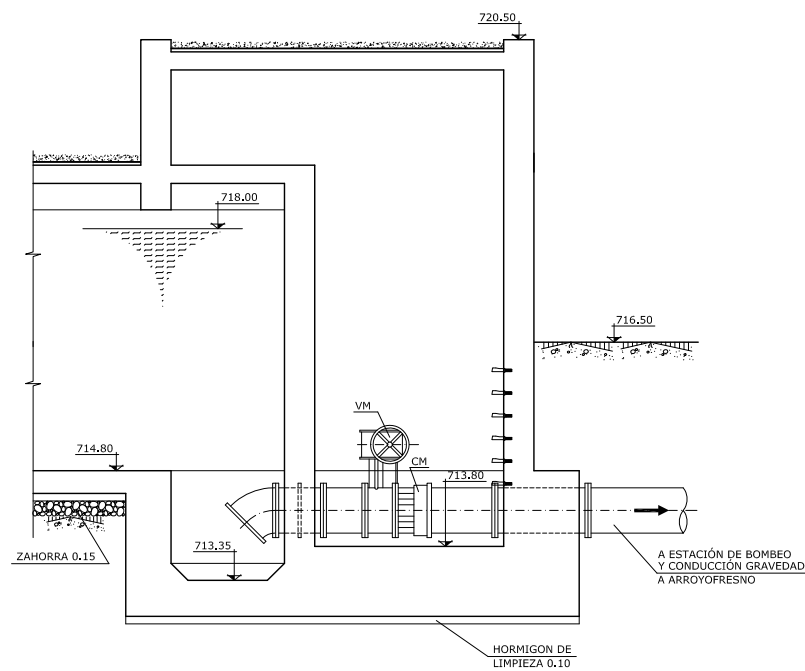 720.50
718.00
716.50
VM
714.80
CM
713.80
ZAHORRA 0.15
713.35
A ESTACIÓN DE BOMBEO
Y CONDUCCIÓN GRAVEDAD
A ARROYOFRESNO
HORMIGON DE
LIMPIEZA 0.10